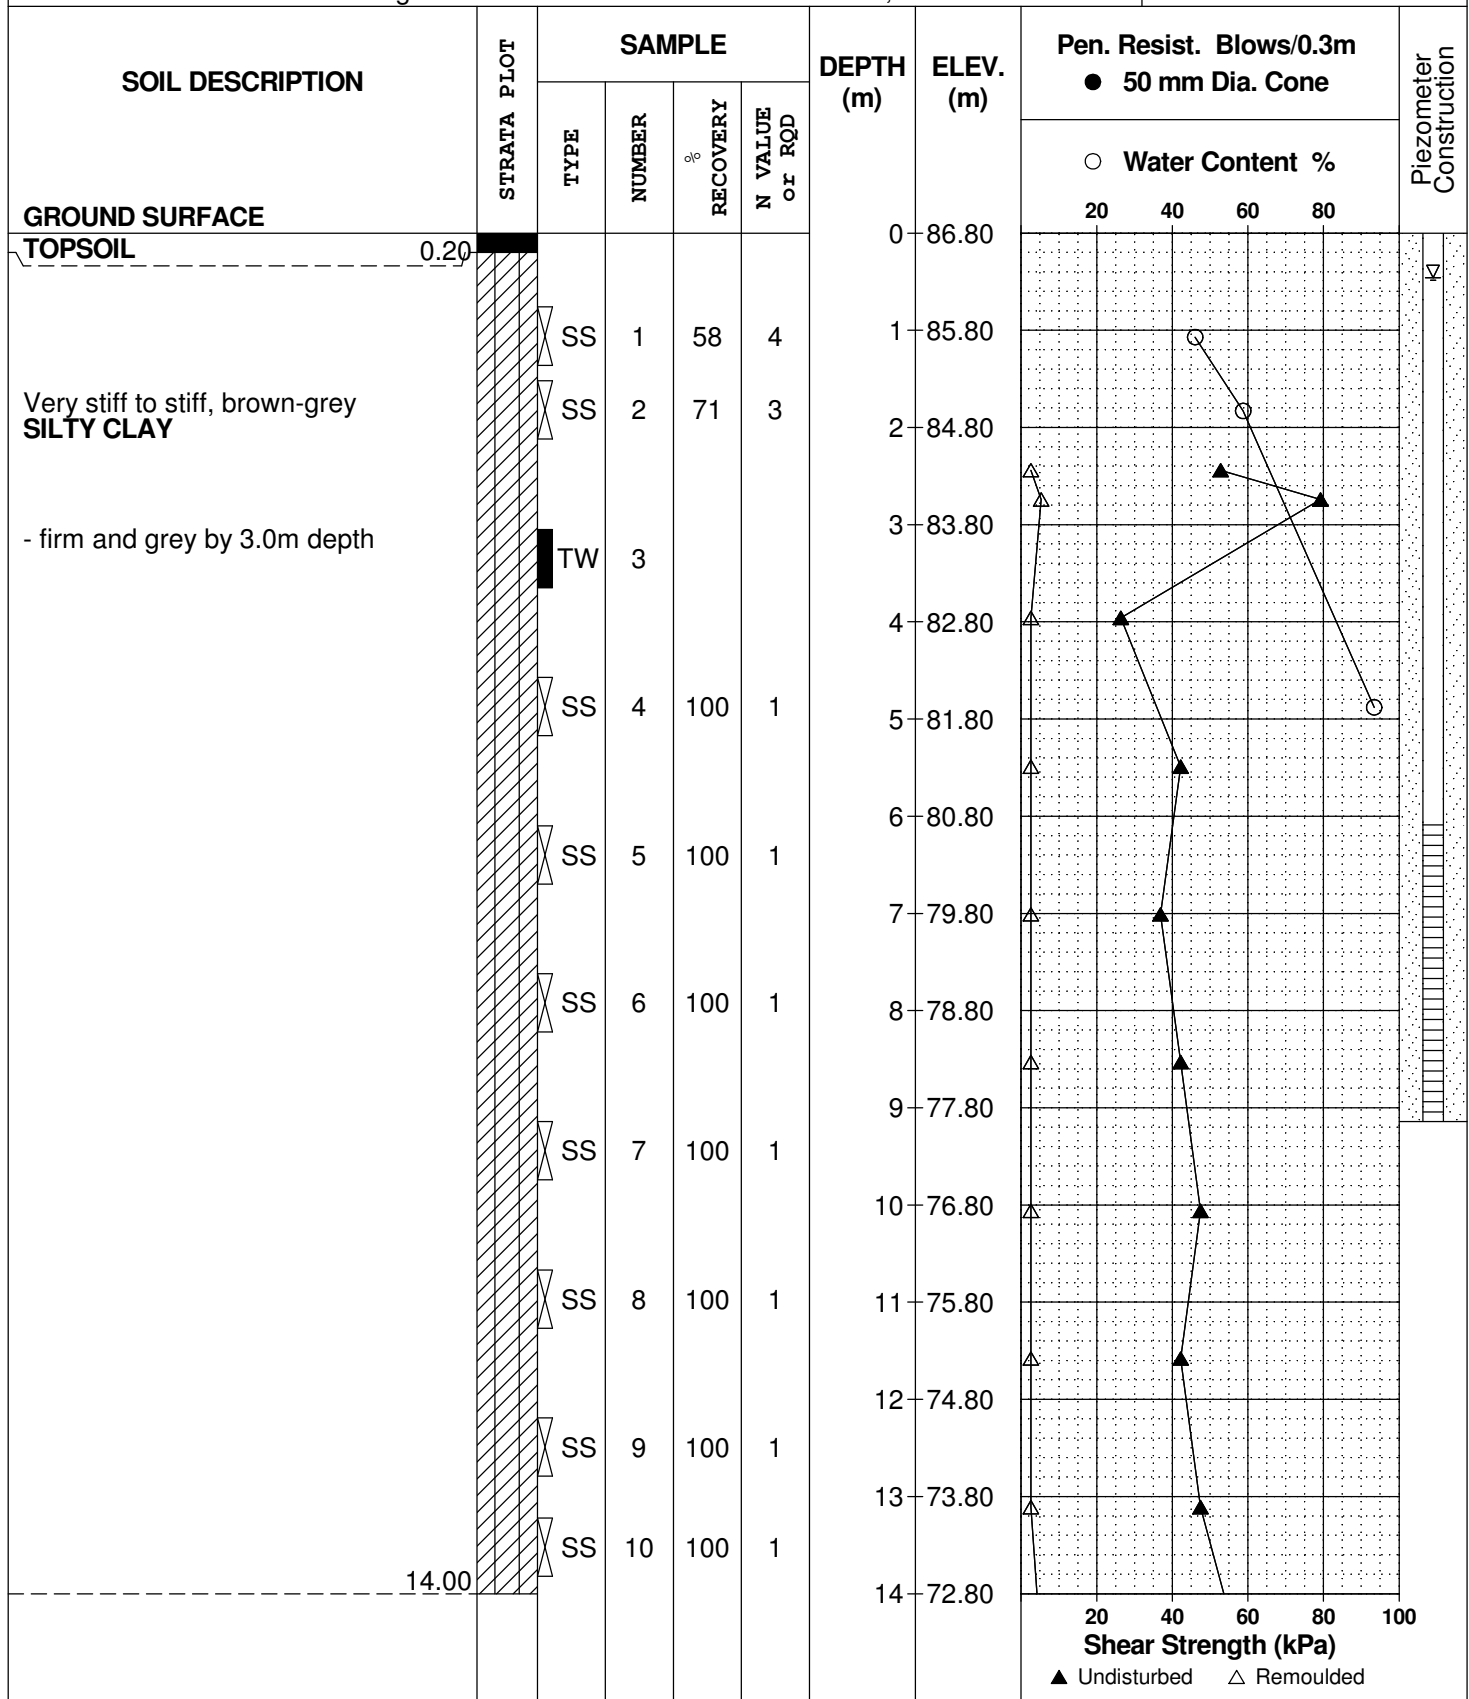 SOIL DESCRIPTION
GROUND SURFACE
STRATA PLOT
SAMPLE
TYPE
NUMBER
% RECOVERY
N VALUE or RQD
DEPTH (m)
ELEV. (m)
Pen. Resist. Blows/0.3m
● 50 mm Dia. Cone
○ Water Content %
20 40 60 80
Piezometer Construction
0 86.80
TOPSOIL 0.20
SS 1 58 4
1 85.80
Very stiff to stiff, brown-grey
SILTY CLAY
SS 2 71 3
2 84.80
3 83.80
- firm and grey by 3.0m depth
TW 3
4 82.80
SS 4 100 1
5 81.80
6 80.80
SS 5 100 1
7 79.80
SS 6 100 1
8 78.80
9 77.80
SS 7 100 1
10 76.80
SS 8 100 1
11 75.80
12 74.80
SS 9 100 1
13 73.80
SS 10 100 1
14.00
14 72.80
20 40 60 80 100
Shear Strength (kPa)
▲ Undisturbed △ Remoulded